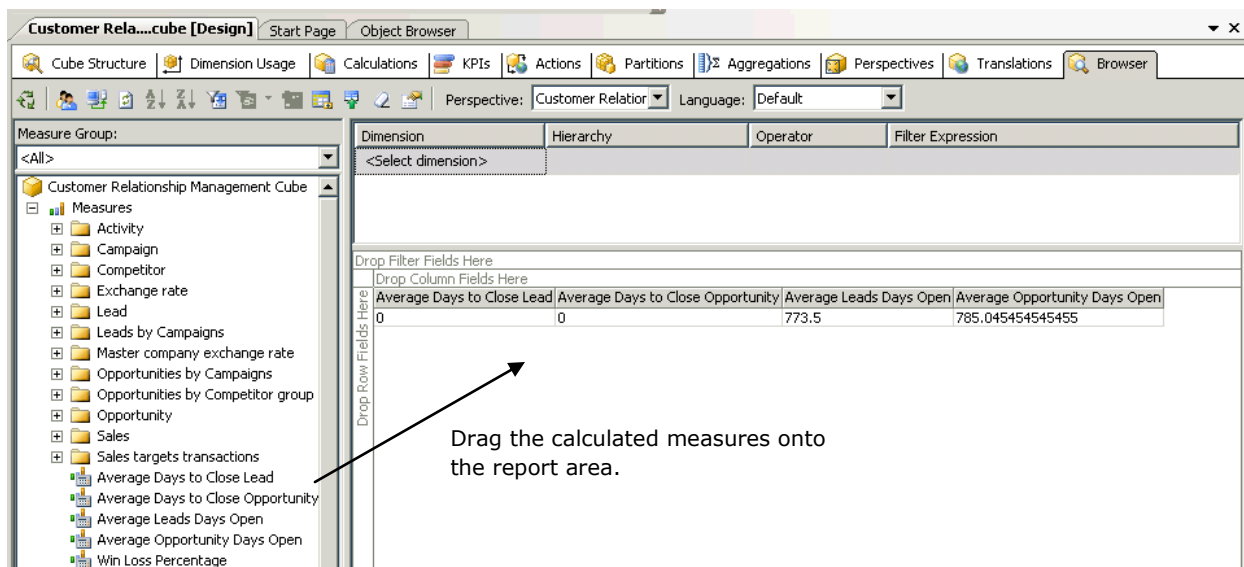 Customer Rela....cube [Design] Start Page Object Browser
Cube Structure Dimension Usage Calculations KPIs Actions Partitions Aggregations Perspectives Translations Browser
Perspective: Customer Relation Language: Default
Measure Group:
<All>
Customer Relationship Management Cube
Measures
Activity
Campaign
Competitor
Exchange rate
Lead
Leads by Campaigns
Master company exchange rate
Opportunities by Campaigns
Opportunities by Competitor group
Opportunity
Sales
Sales targets transactions
Average Days to Close Lead
Average Days to Close Opportunity
Average Leads Days Open
Average Opportunity Days Open
Win Loss Percentage
Dimension Hierarchy Operator Filter Expression
<Select dimension>
Drop Filter Fields Here
Drop Column Fields Here
Drop Row Fields Here
Average Days to Close Lead Average Days to Close Opportunity Average Leads Days Open Average Opportunity Days Open
0 0 773.5 785.045454545455
Drag the calculated measures onto
the report area.